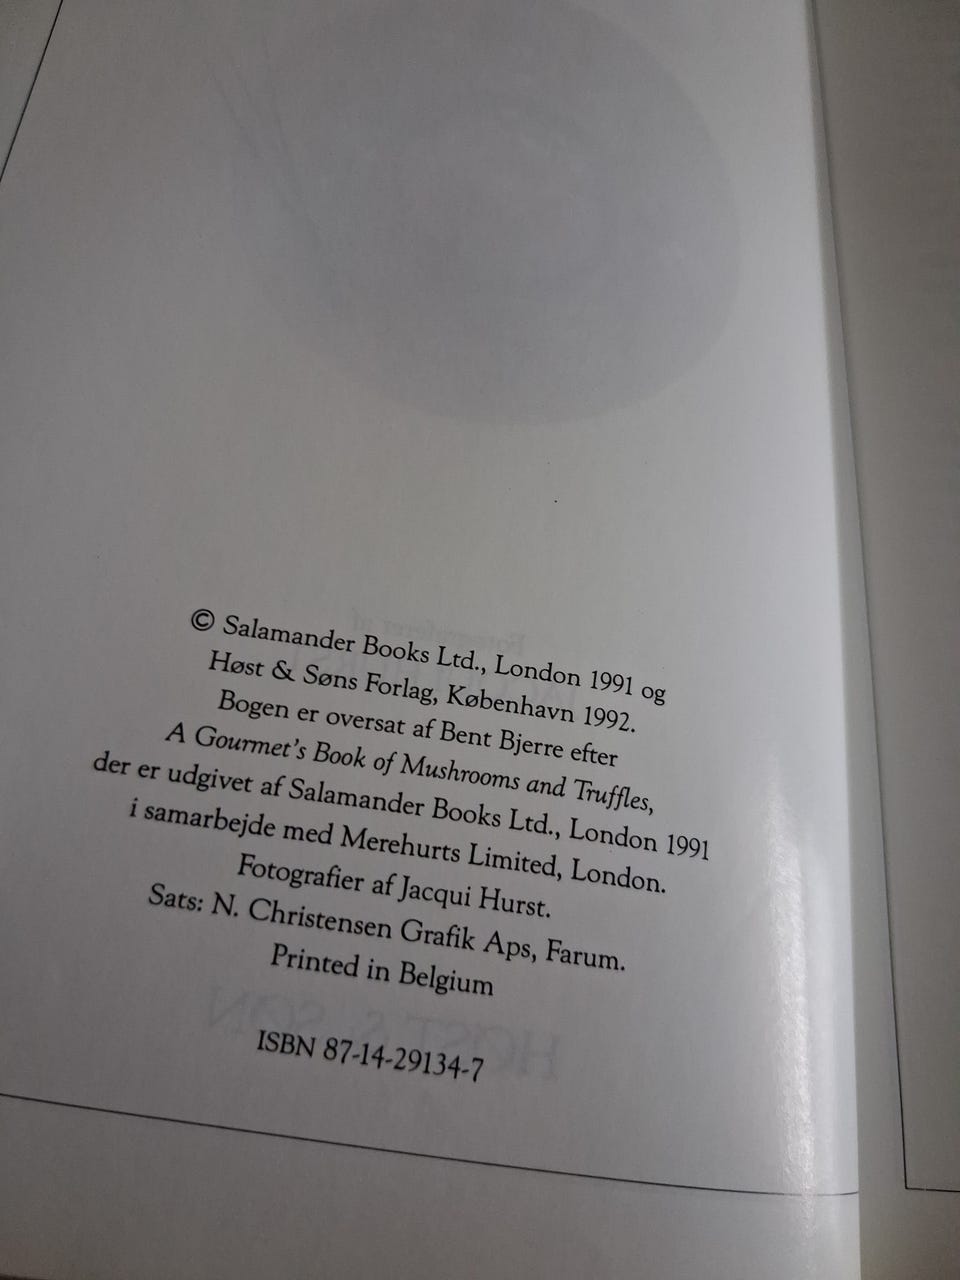 © Salamander Books Ltd., London 1991 og
Høst & Søns Forlag, København 1992.
Bogen er oversat af Bent Bjerre efter
A Gourmet's Book of Mushrooms and Truffles,
der er udgivet af Salamander Books Ltd., London 1991
i samarbejde med Merehurts Limited, London.
Fotografier af Jacqui Hurst.
Sats: N. Christensen Grafik Aps, Farum.
Printed in Belgium
ISBN 87-14-29134-7